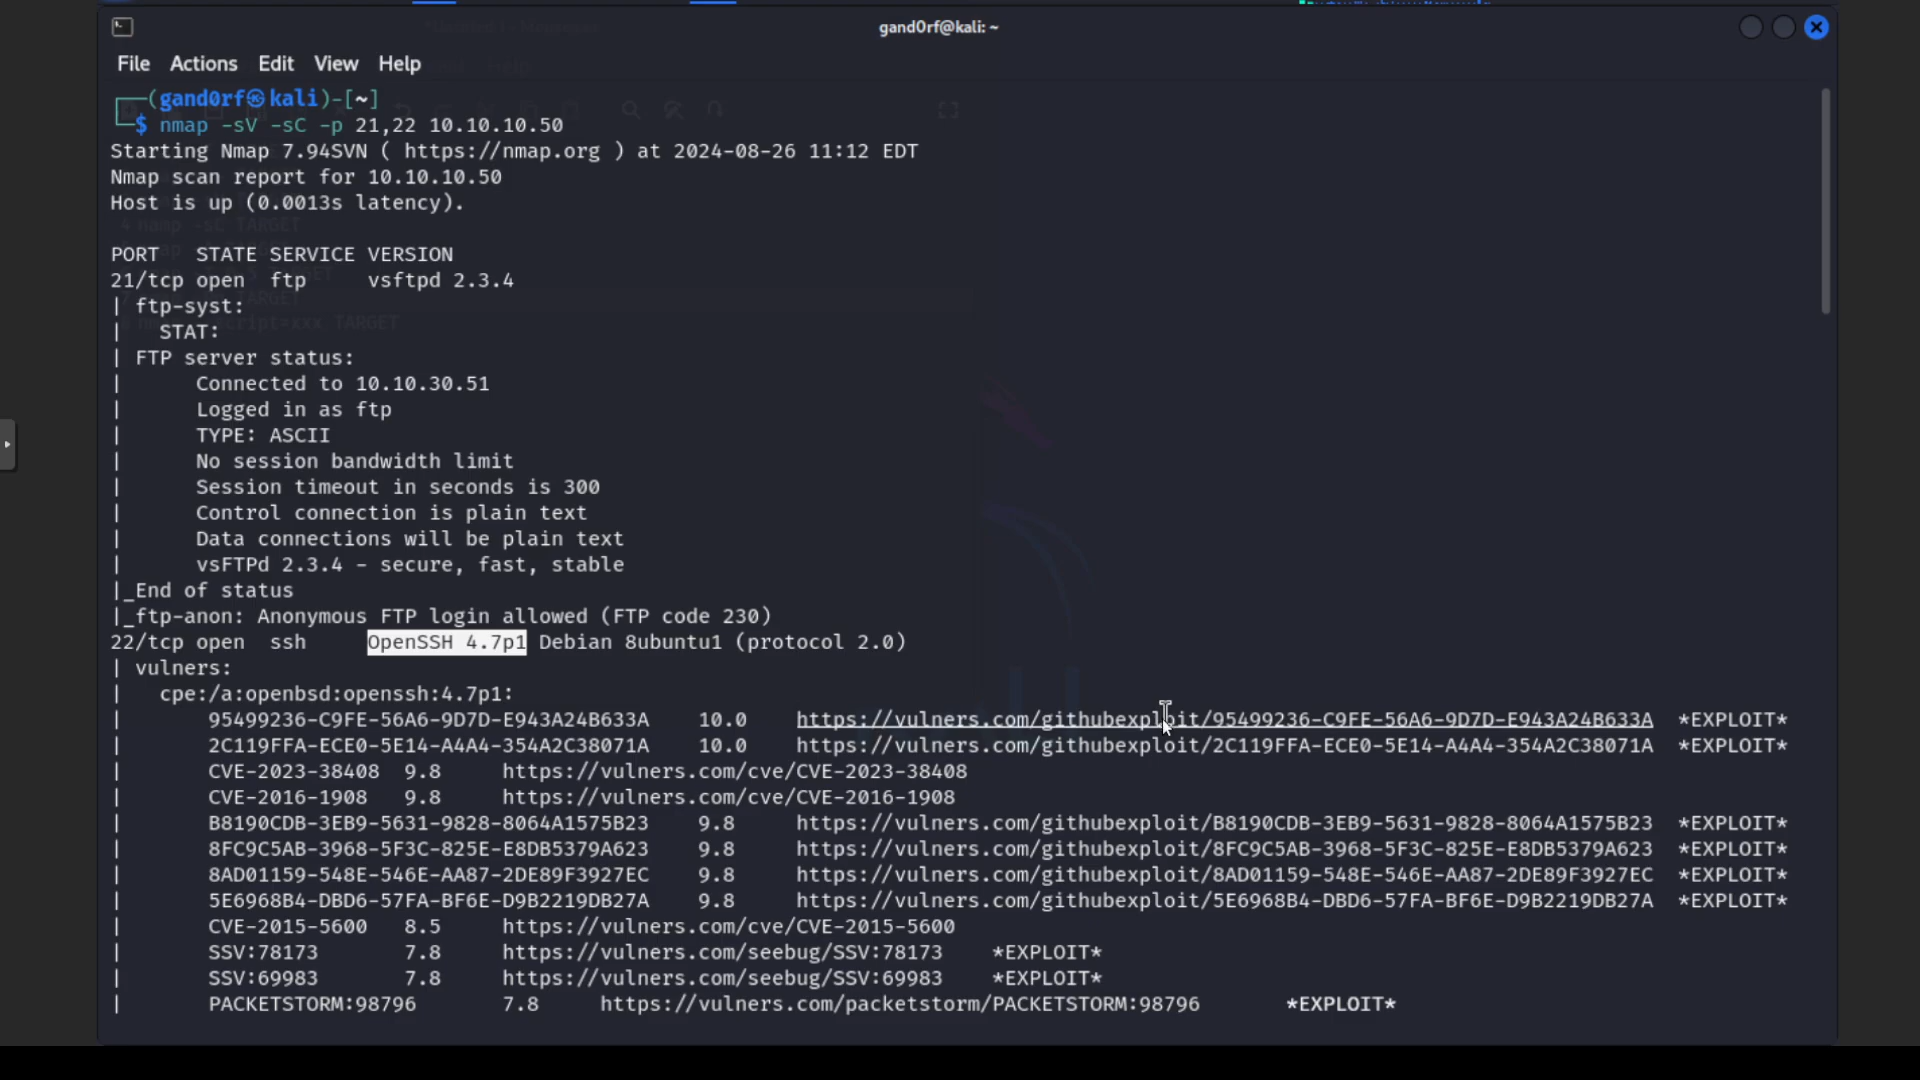 gand0rf@kali: ~
File Actions Edit View Help
┌──(gand0rf㉿kali)-[~]
└─$ nmap -sV -sC -p 21,22 10.10.10.50
Starting Nmap 7.94SVN ( https://nmap.org ) at 2024-08-26 11:12 EDT
Nmap scan report for 10.10.10.50
Host is up (0.0013s latency).
PORT   STATE SERVICE VERSION
21/tcp open  ftp     vsftpd 2.3.4
| ftp-syst:
|   STAT:
| FTP server status:
|      Connected to 10.10.30.51
|      Logged in as ftp
|      TYPE: ASCII
|      No session bandwidth limit
|      Session timeout in seconds is 300
|      Control connection is plain text
|      Data connections will be plain text
|      vsFTPd 2.3.4 - secure, fast, stable
|_End of status
|_ftp-anon: Anonymous FTP login allowed (FTP code 230)
22/tcp open  ssh     OpenSSH 4.7p1 Debian 8ubuntu1 (protocol 2.0)
| vulners:
|   cpe:/a:openbsd:openssh:4.7p1:
|       95499236-C9FE-56A6-9D7D-E943A24B633A    10.0    https://vulners.com/githubexploit/95499236-C9FE-56A6-9D7D-E943A24B633A  *EXPLOIT*
|       2C119FFA-ECE0-5E14-A4A4-354A2C38071A    10.0    https://vulners.com/githubexploit/2C119FFA-ECE0-5E14-A4A4-354A2C38071A  *EXPLOIT*
|       CVE-2023-38408  9.8     https://vulners.com/cve/CVE-2023-38408
|       CVE-2016-1908   9.8     https://vulners.com/cve/CVE-2016-1908
|       B8190CDB-3EB9-5631-9828-8064A1575B23    9.8     https://vulners.com/githubexploit/B8190CDB-3EB9-5631-9828-8064A1575B23  *EXPLOIT*
|       8FC9C5AB-3968-5F3C-825E-E8DB5379A623    9.8     https://vulners.com/githubexploit/8FC9C5AB-3968-5F3C-825E-E8DB5379A623  *EXPLOIT*
|       8AD01159-548E-546E-AA87-2DE89F3927EC    9.8     https://vulners.com/githubexploit/8AD01159-548E-546E-AA87-2DE89F3927EC  *EXPLOIT*
|       5E6968B4-DBD6-57FA-BF6E-D9B2219DB27A    9.8     https://vulners.com/githubexploit/5E6968B4-DBD6-57FA-BF6E-D9B2219DB27A  *EXPLOIT*
|       CVE-2015-5600   8.5     https://vulners.com/cve/CVE-2015-5600
|       SSV:78173       7.8     https://vulners.com/seebug/SSV:78173    *EXPLOIT*
|       SSV:69983       7.8     https://vulners.com/seebug/SSV:69983    *EXPLOIT*
|       PACKETSTORM:98796       7.8     https://vulners.com/packetstorm/PACKETSTORM:98796       *EXPLOIT*